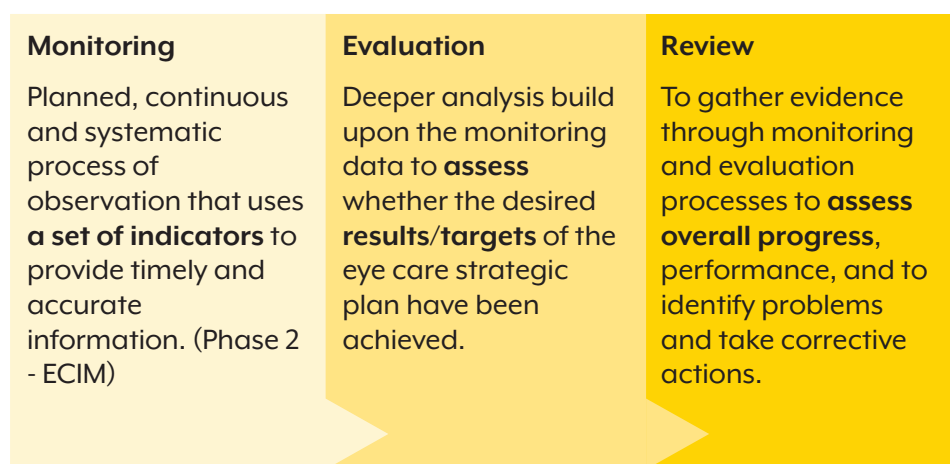 Monitoring
Planned, continuous
and systematic
process of
observation that uses
a set of indicators to
provide timely and
accurate
information. (Phase 2
- ECIM)
Evaluation
Deeper analysis build
upon the monitoring
data to assess
whether the desired
results/targets of the
eye care strategic
plan have been
achieved.
Review
To gather evidence
through monitoring
and evaluation
processes to assess
overall progress,
performance, and to
identify problems
and take corrective
actions.